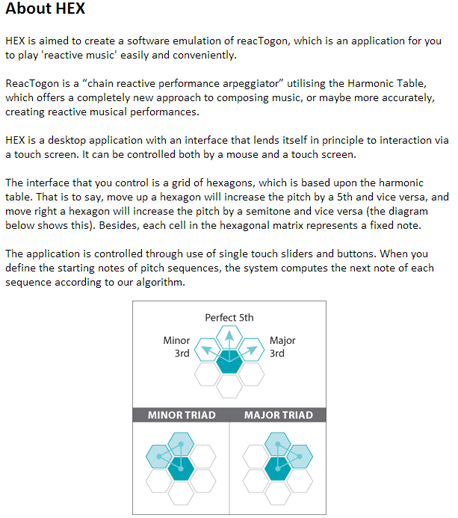 About HEX
HEX is aimed to create a software emulation of reacTogon, which is an application for you
to play 'reactive music' easily and conveniently.
ReacTogon is a “chain reactive performance arpeggiator” utilising the Harmonic Table,
which offers a completely new approach to composing music, or maybe more accurately,
creating reactive musical performances.
HEX is a desktop application with an interface that lends itself in principle to interaction via
a touch screen. It can be controlled both by a mouse and a touch screen.
The interface that you control is a grid of hexagons, which is based upon the harmonic
table. That is to say, move up a hexagon will increase the pitch by a 5th and vice versa, and
move right a hexagon will increase the pitch by a semitone and vice versa (the diagram
below shows this). Besides, each cell in the hexagonal matrix represents a fixed note.
The application is controlled through use of single touch sliders and buttons. When you
define the starting notes of pitch sequences, the system computes the next note of each
sequence according to our algorithm.
Perfect 5th
Minor
3rd
Major
3rd
MINOR TRIAD
MAJOR TRIAD